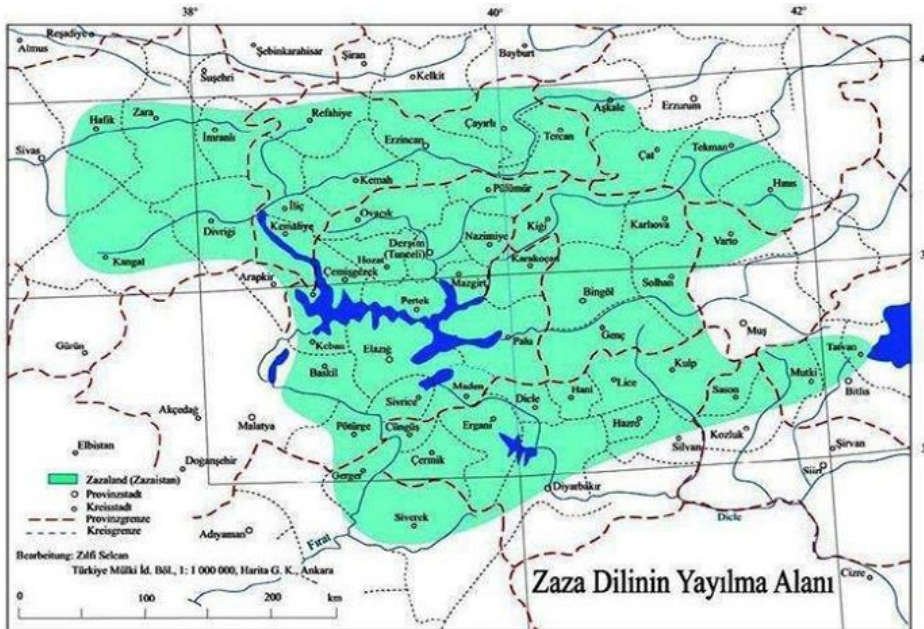 38° 40° 42°
Reşadiye
Almus
Şebinkarahisar
Şiran
Bayburt
Suşehri
Kelkit
Aşkale
Erzurum
Hafik
Zara
İmranlı
Refahiye
Çayırlı
Tercan
Sivas
Erzincan
Çat
Tekman
Kemah
Pülümür
Hınıs
İliç
Ovacık
Divriği
Kemaliye
Nazimiye
Kiği
Karlıova
Varto
Dersim
(Tunceli)
Kangal
Hozat
Karakoçan
Arapkir
Çemişgezek
Mazgirt
Solhan
Pertek
Bingöl
Muş
Gürün
Keban
Elazığ
Palu
Genç
Tatvan
Baskil
Kulp
Mutki
Lice
Hani
Maden
Sivrice
Dicle
Sason
Bitlis
Akçadağ
Malatya
Pötürge
Çüngüş
Ergani
Hazro
Silvan
Kozluk
Şirvan
Elbistan
Doğanşehir
Çermik
Siirt
Gerger
Diyarbakır
Siverek
Dicle
Adıyaman
Fırat
Cizre
Zazaland (Zazaistan)
Provinzstadt
Kreisstadt
Provinzgrenze
Kreisgrenze
Bearbeitung: Zılfi Selcan
Türkiye Mülki İd. Böl., 1: 1 000 000, Harita G. K., Ankara
0 100 200 km
Zaza Dilinin Yayılma Alanı